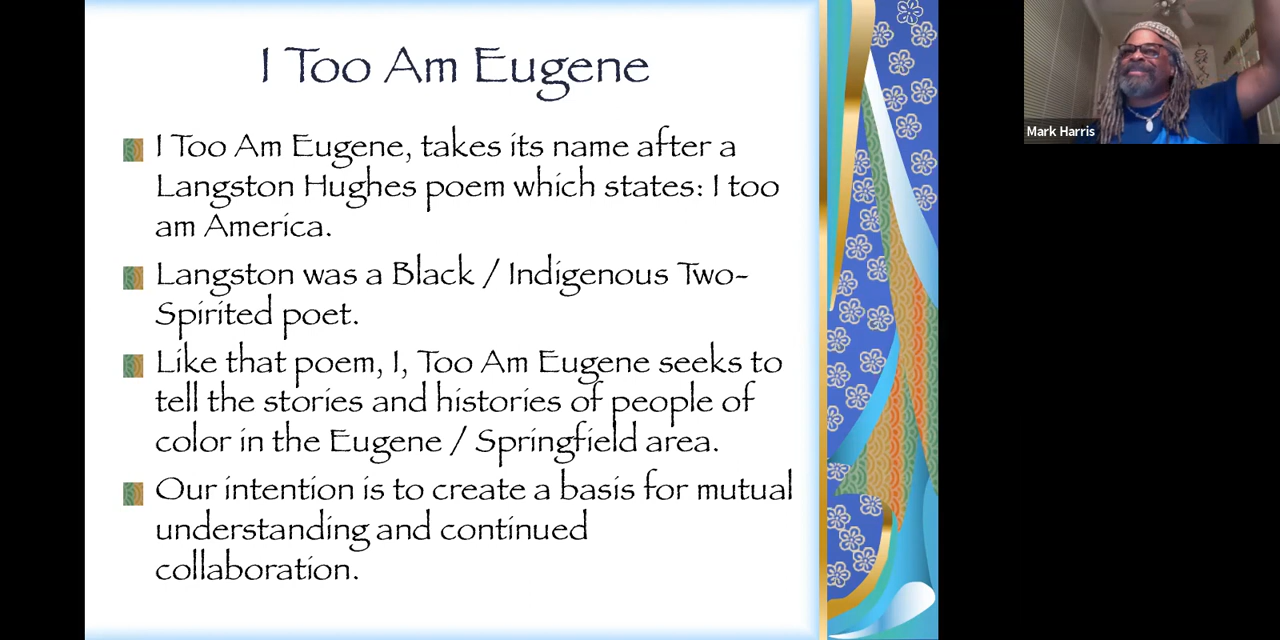 I Too Am Eugene
I Too Am Eugene, takes its name after a
Langston Hughes poem which states: I too
am America.
Langston was a Black / Indigenous Two-
Spirited poet.
Like that poem, I, Too Am Eugene seeks to
tell the stories and histories of people of
color in the Eugene / Springfield area.
Our intention is to create a basis for mutual
understanding and continued
collaboration.
Mark Harris